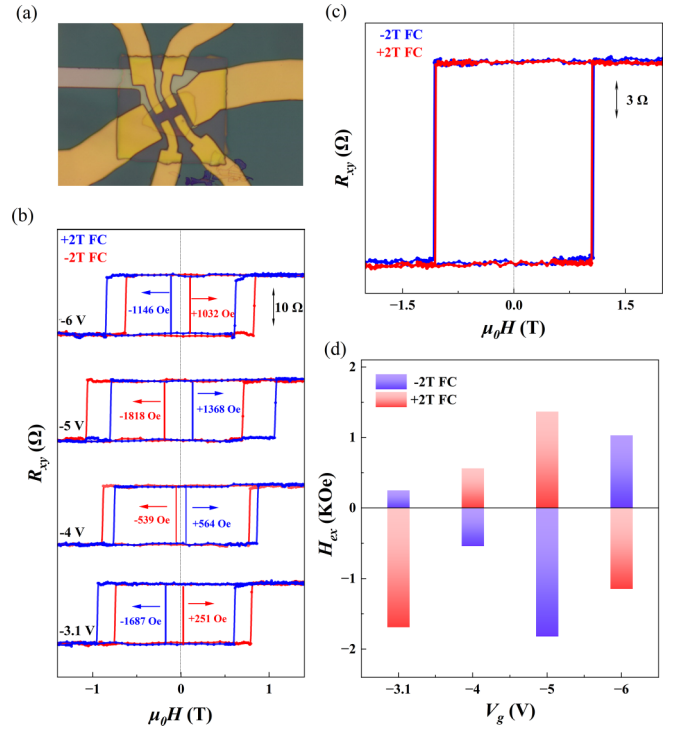 (a)
(b)
+2T FC
-2T FC
-6 V
-1146 Oe
+1032 Oe
10 Ω
-5 V
-1818 Oe
+1368 Oe
-4 V
-539 Oe
+564 Oe
-3.1 V
-1687 Oe
+251 Oe
R_xy (Ω)
−1
0
1
μ₀H (T)
(c)
-2T FC
+2T FC
3 Ω
R_xy (Ω)
−1.5
0.0
1.5
μ₀H (T)
(d)
-2T FC
+2T FC
2
1
0
−1
−2
H_ex (KOe)
−3.1
−4
−5
−6
V_g (V)